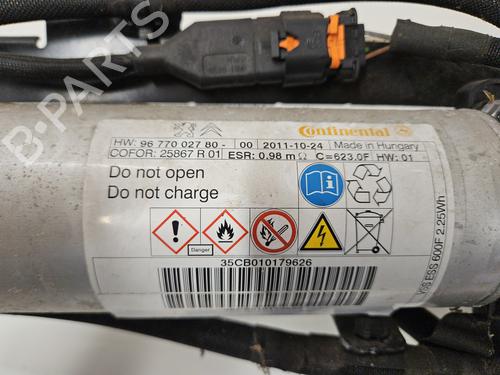 B-PARTS
Continental
HW: 96 770 027 80 - 00 2011-10-24 Made in Hungary
COFOR: 25867 R 01 ESR: 0.98 mΩ C=623.0F HW: 01
Do not open
Do not charge
Danger
35CB010179626
ESS 600F 2.25Wh